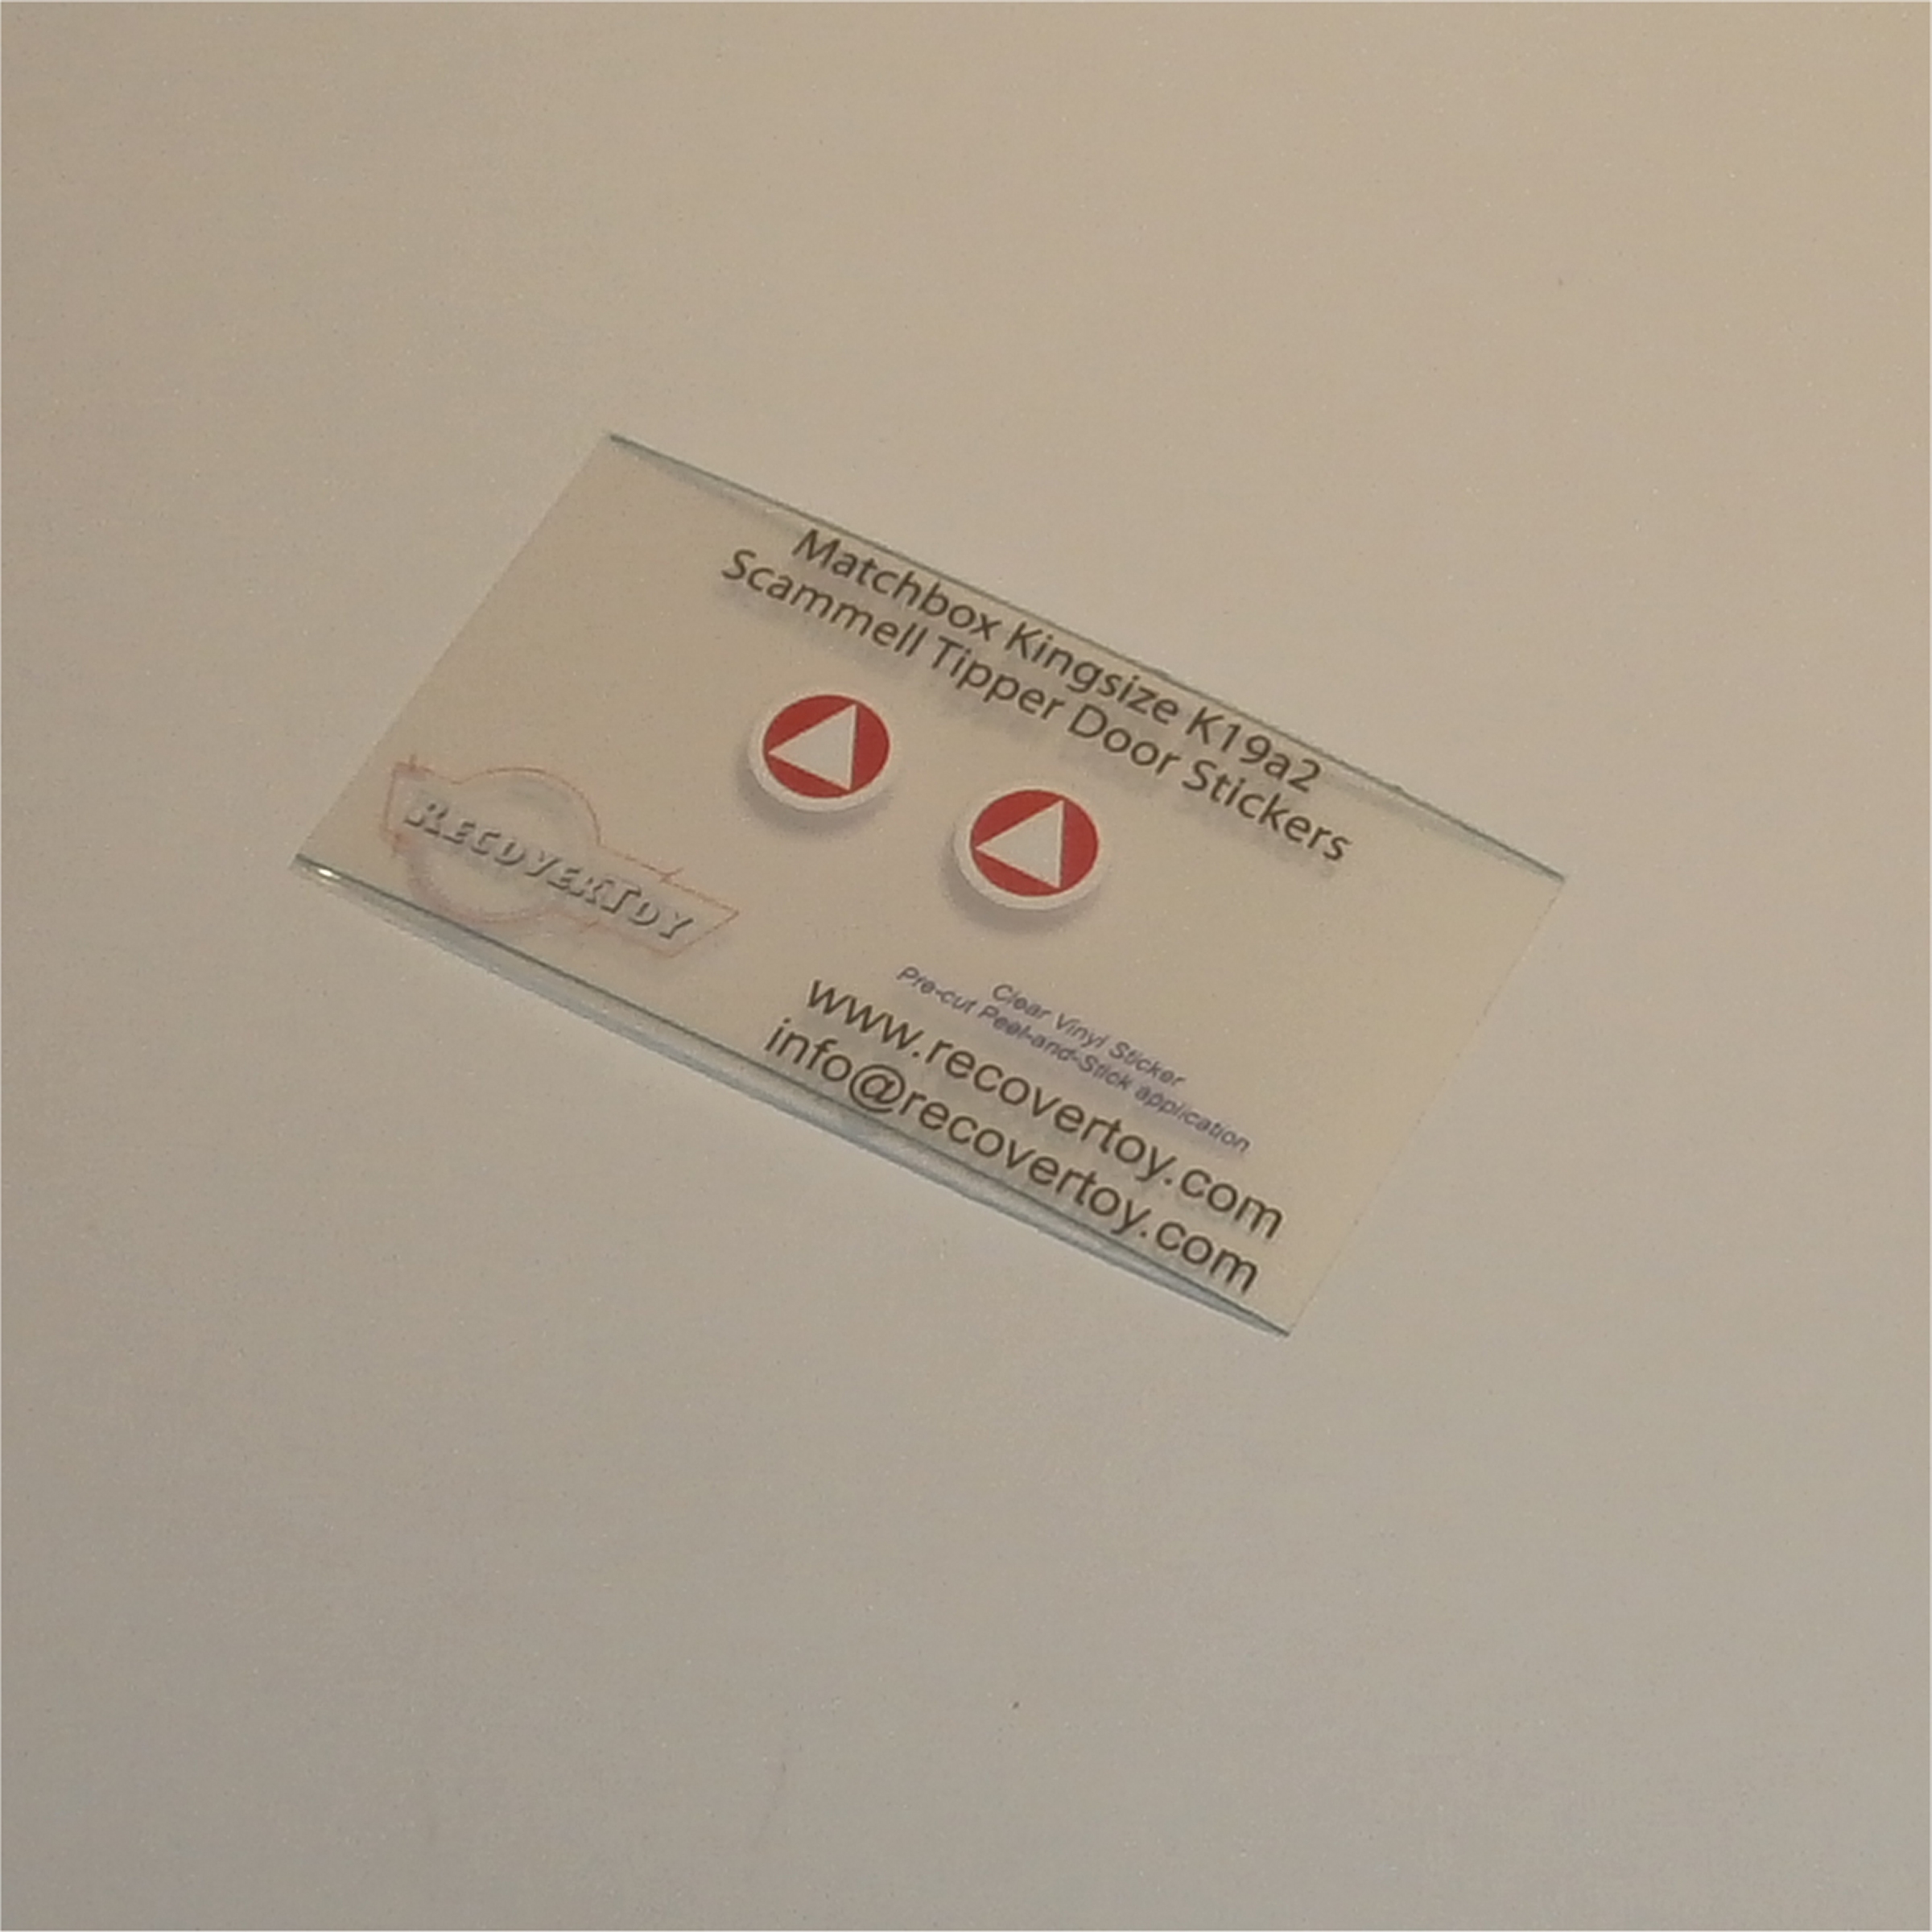 Matchbox Kingsize K19a2
Scammell Tipper Door Stickers
RECOVERTOY
Clear Vinyl Sticker
Pre-cut Peel-and-Stick application
www.recovertoy.com
info@recovertoy.com